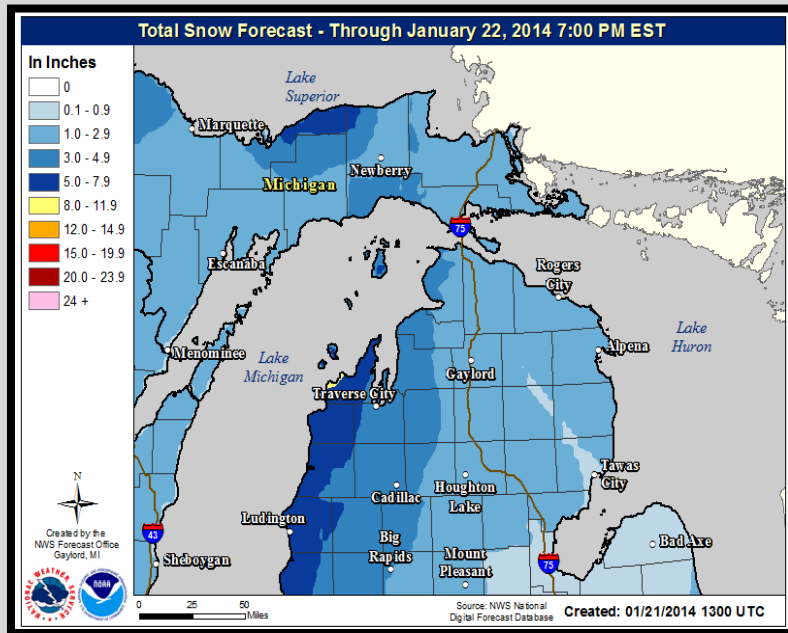 Total Snow Forecast - Through January 22, 2014 7:00 PM EST
In Inches
0
0.1 - 0.9
1.0 - 2.9
3.0 - 4.9
5.0 - 7.9
8.0 - 11.9
12.0 - 14.9
15.0 - 19.9
20.0 - 23.9
24 +
Lake
Superior
Marquette
Newberry
Michigan
75
Escanaba
Rogers
City
Menominee
Lake
Michigan
Lake
Huron
Alpena
Gaylord
Traverse City
Tawas
City
Cadillac
Houghton
Lake
Ludington
Big
Rapids
Mount
Pleasant
75
Bad Axe
43
Sheboygan
N
Created by the
NWS Forecast Office
Gaylord, MI
NATIONAL WEATHER SERVICE
NOAA
0 25 50
Miles
Source: NWS National
Digital Forecast Database
Created: 01/21/2014 1300 UTC